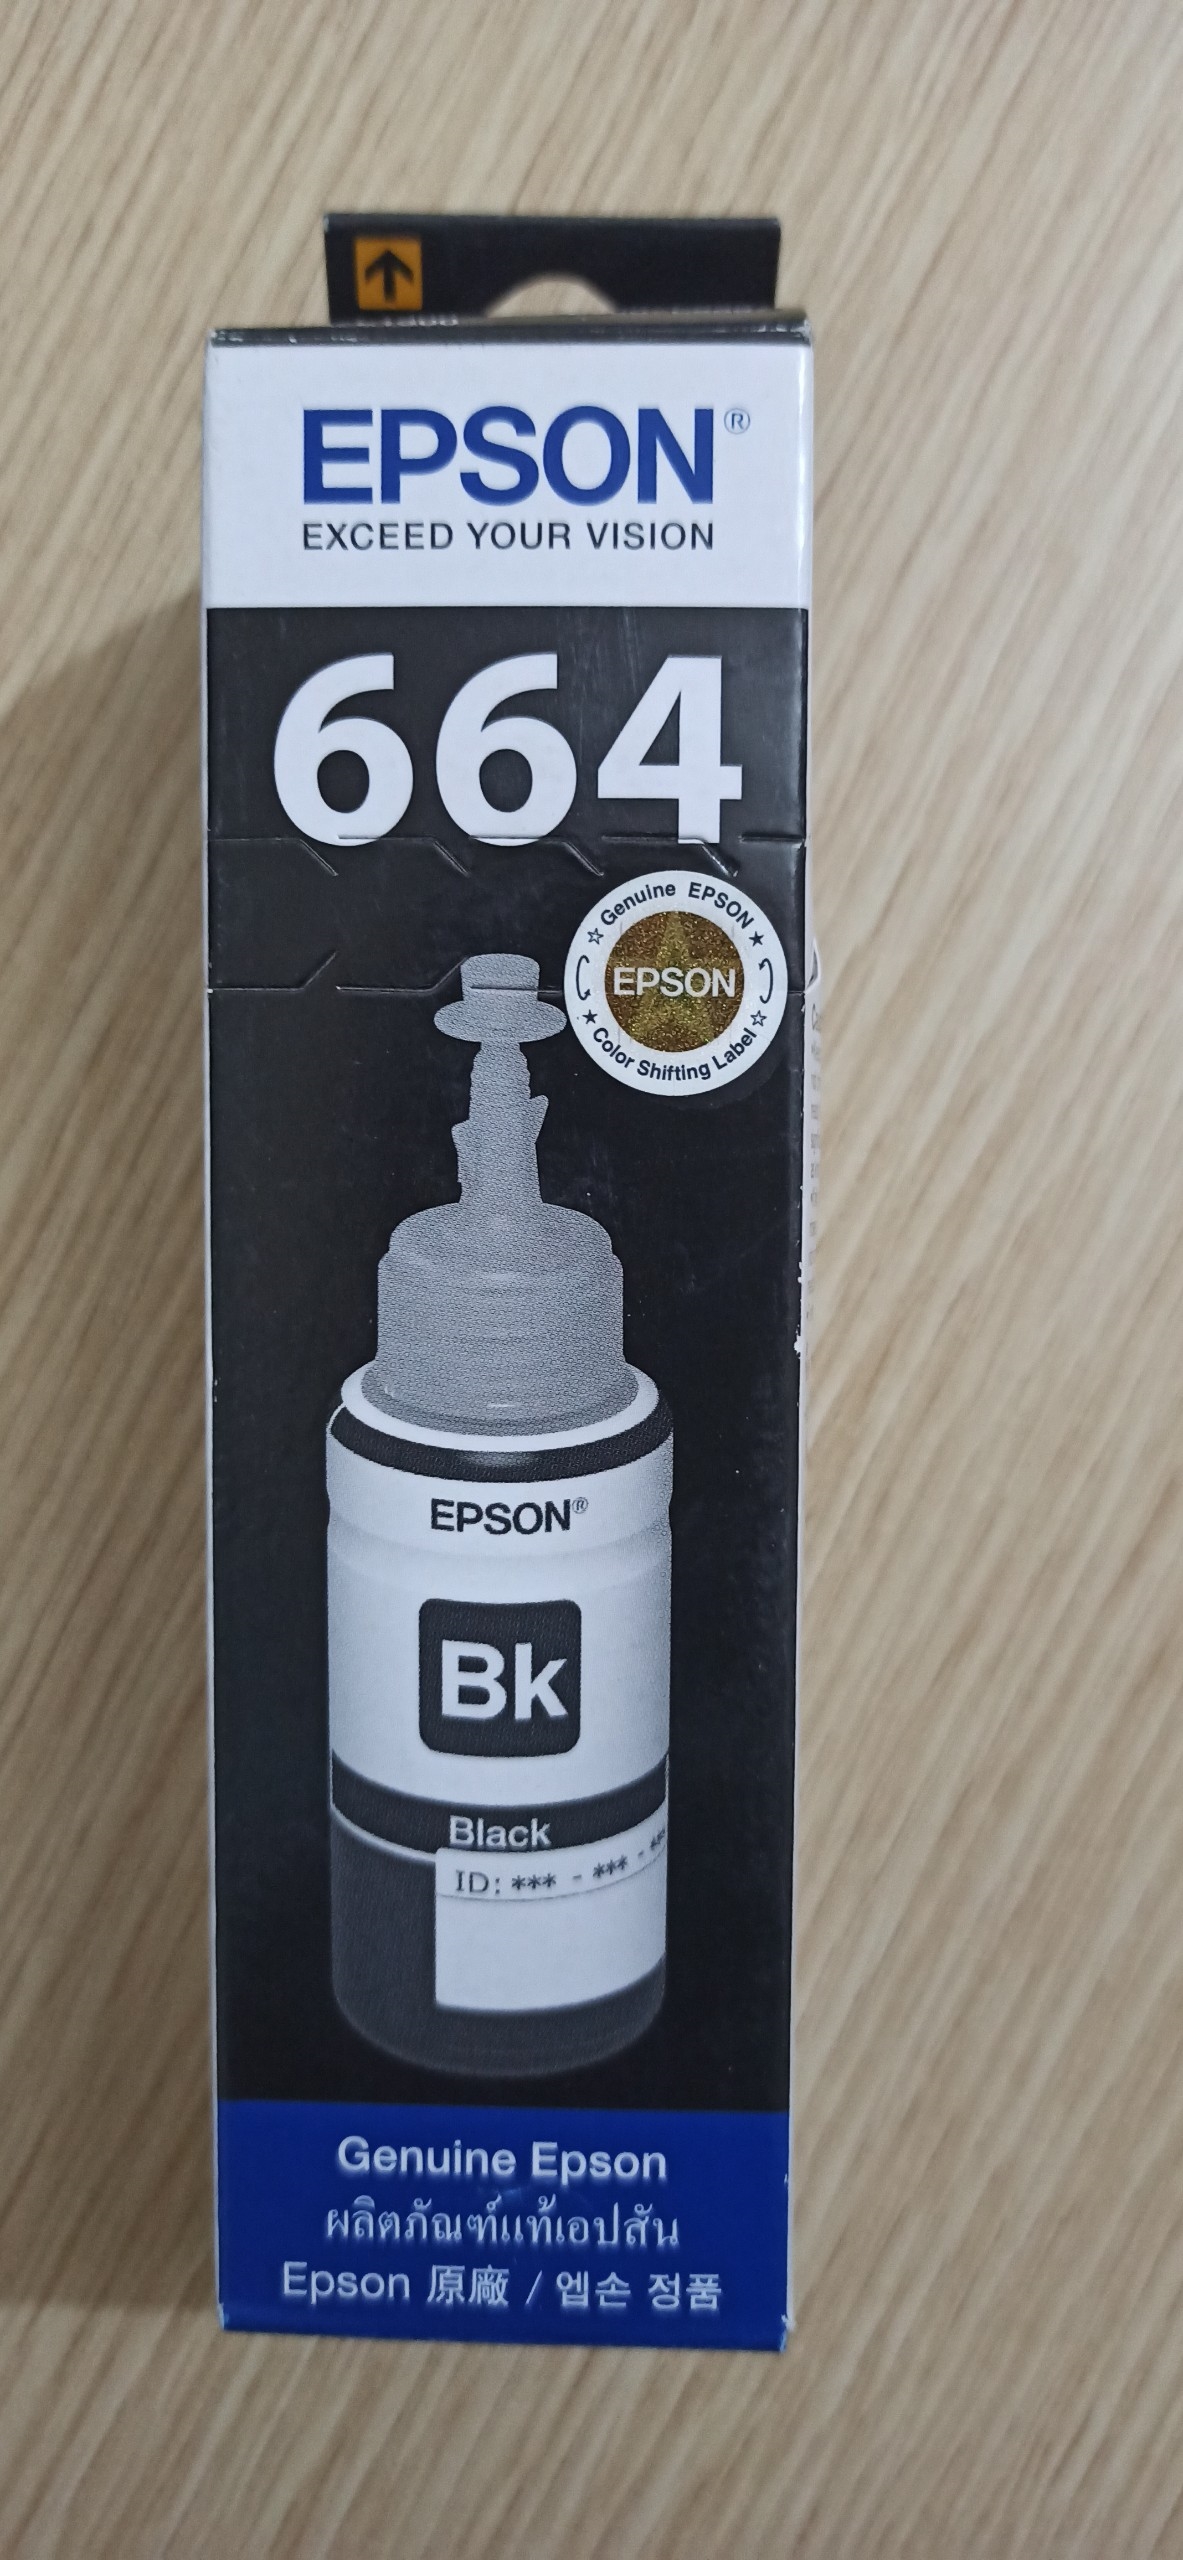 EPSON®
EXCEED YOUR VISION
664
Genuine EPSON
EPSON
Color Shifting Label
EPSON®
Bk
Black
ID: *** - *** - **
Genuine Epson
ผลิตภัณฑ์แท้เอปสัน
Epson 原廠 / 엡손 정품